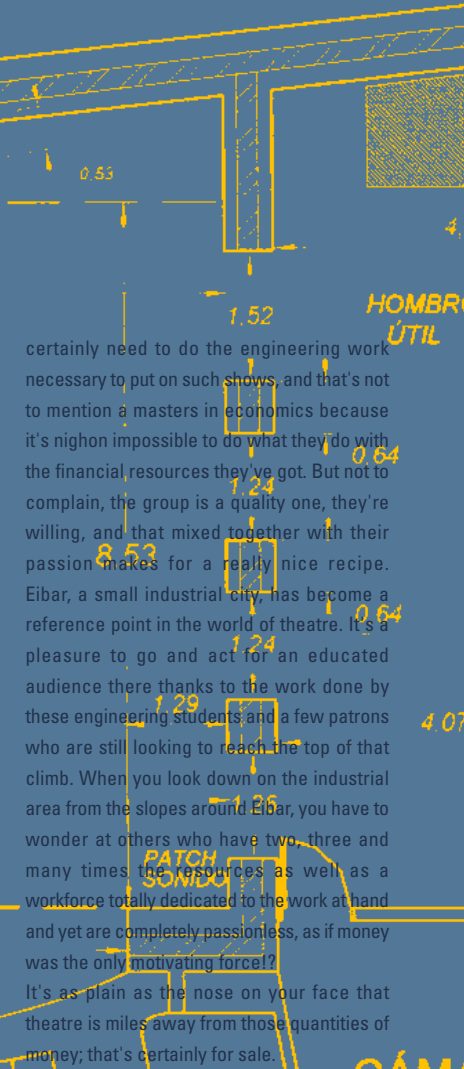 0.53
4,
1.52
HOMBRO
ÚTIL
certainly need to do the engineering work
necessary to put on such shows, and that's not
to mention a masters in economics because
it's nighon impossible to do what they do with
0.64
the financial resources they've got. But not to
1.24
complain, the group is a quality one, they're
willing, and that mixed together with their
8.53
passion makes for a really nice recipe.
Eibar, a small industrial city, has become a
0.64
reference point in the world of theatre. It's a
1.24
pleasure to go and act for an educated
audience there thanks to the work done by
1.29
these engineering students and a few patrons
4.07
who are still looking to reach the top of that
climb. When you look down on the industrial
1.26
area from the slopes around Eibar, you have to
wonder at others who have two, three and
PATCH
many times the resources as well as a
SONIDO
workforce totally dedicated to the work at hand
and yet are completely passionless, as if money
was the only motivating force!?
It's as plain as the nose on your face that
theatre is miles away from those quantities of
money; that's certainly for sale.